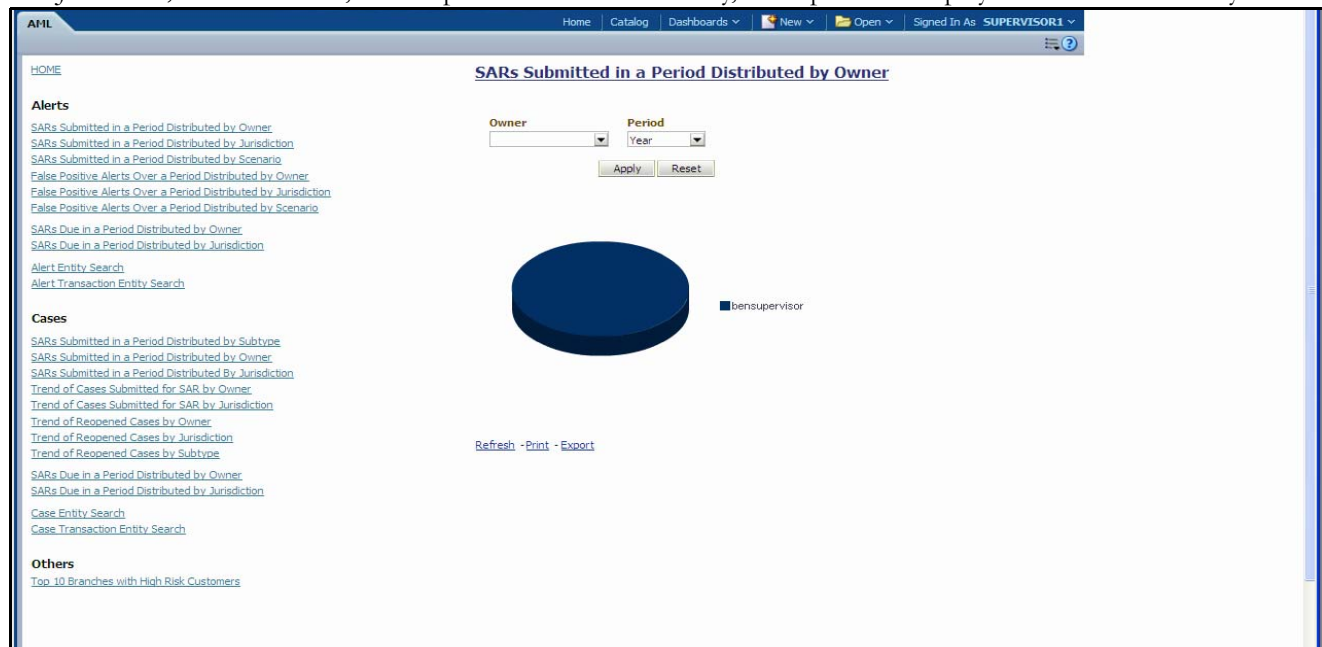 AML
Home Catalog Dashboards New Open Signed In As SUPERVISOR1
HOME
Alerts
SARs Submitted in a Period Distributed by Owner
SARs Submitted in a Period Distributed by Jurisdiction
SARs Submitted in a Period Distributed by Scenario
False Positive Alerts Over a Period Distributed by Owner
False Positive Alerts Over a Period Distributed by Jurisdiction
False Positive Alerts Over a Period Distributed by Scenario
SARs Due in a Period Distributed by Owner
SARs Due in a Period Distributed by Jurisdiction
Alert Entity Search
Alert Transaction Entity Search
Cases
SARs Submitted in a Period Distributed by Subtype
SARs Submitted in a Period Distributed by Owner
SARs Submitted in a Period Distributed By Jurisdiction
Trend of Cases Submitted for SAR by Owner
Trend of Cases Submitted for SAR by Jurisdiction
Trend of Reopened Cases by Owner
Trend of Reopened Cases by Jurisdiction
Trend of Reopened Cases by Subtype
SARs Due in a Period Distributed by Owner
SARs Due in a Period Distributed by Jurisdiction
Case Entity Search
Case Transaction Entity Search
Others
Top 10 Branches with High Risk Customers
SARs Submitted in a Period Distributed by Owner
Owner Period
Year
Apply Reset
bensupervisor
Refresh - Print - Export